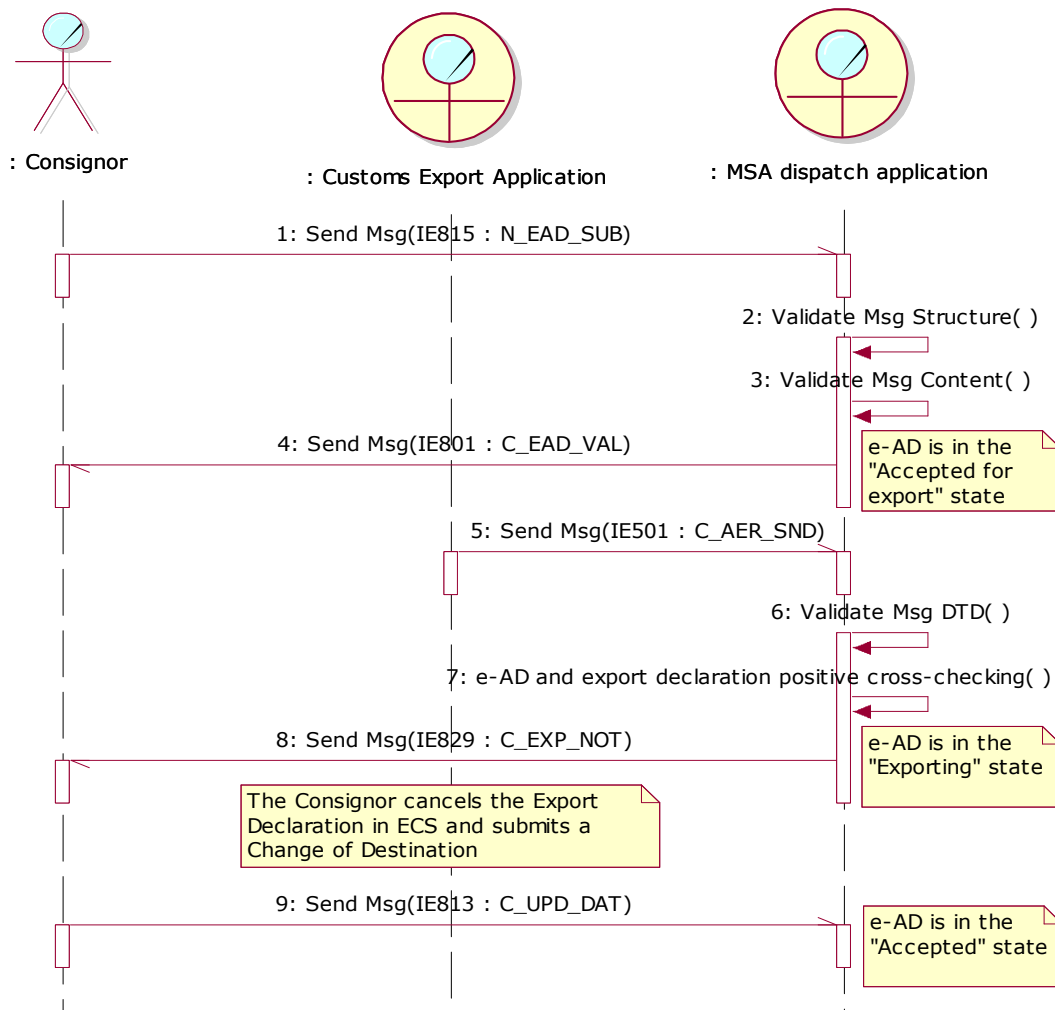 : Consignor
: Customs Export Application
: MSA dispatch application
1: Send Msg(IE815 : N_EAD_SUB)
2: Validate Msg Structure( )
3: Validate Msg Content( )
4: Send Msg(IE801 : C_EAD_VAL)
e-AD is in the
"Accepted for
export" state
5: Send Msg(IE501 : C_AER_SND)
6: Validate Msg DTD( )
7: e-AD and export declaration positive cross-checking( )
8: Send Msg(IE829 : C_EXP_NOT)
e-AD is in the
"Exporting" state
The Consignor cancels the Export
Declaration in ECS and submits a
Change of Destination
9: Send Msg(IE813 : C_UPD_DAT)
e-AD is in the
"Accepted" state